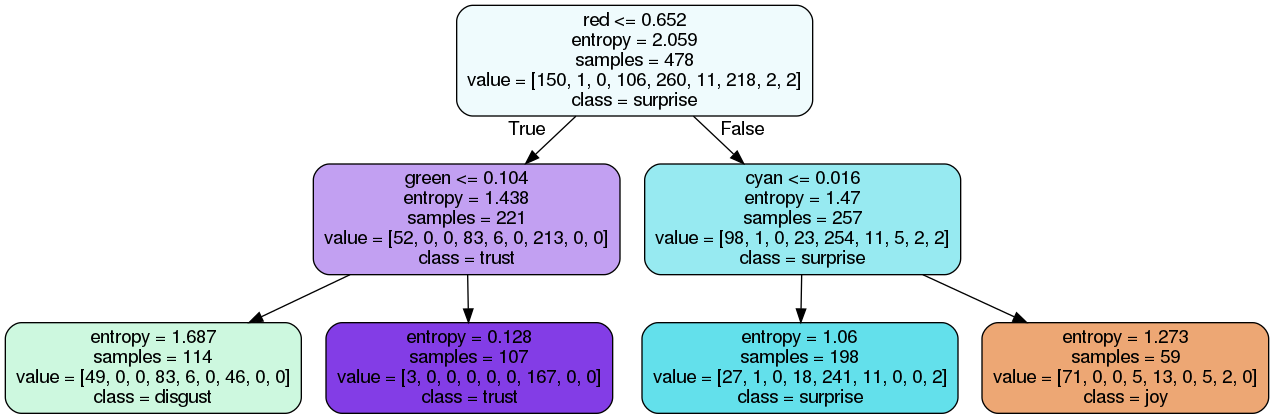 red <= 0.652
entropy = 2.059
samples = 478
value = [150, 1, 0, 106, 260, 11, 218, 2, 2]
class = surprise
True
False
green <= 0.104
entropy = 1.438
samples = 221
value = [52, 0, 0, 83, 6, 0, 213, 0, 0]
class = trust
cyan <= 0.016
entropy = 1.47
samples = 257
value = [98, 1, 0, 23, 254, 11, 5, 2, 2]
class = surprise
entropy = 1.687
samples = 114
value = [49, 0, 0, 83, 6, 0, 46, 0, 0]
class = disgust
entropy = 0.128
samples = 107
value = [3, 0, 0, 0, 0, 0, 167, 0, 0]
class = trust
entropy = 1.06
samples = 198
value = [27, 1, 0, 18, 241, 11, 0, 0, 2]
class = surprise
entropy = 1.273
samples = 59
value = [71, 0, 0, 5, 13, 0, 5, 2, 0]
class = joy